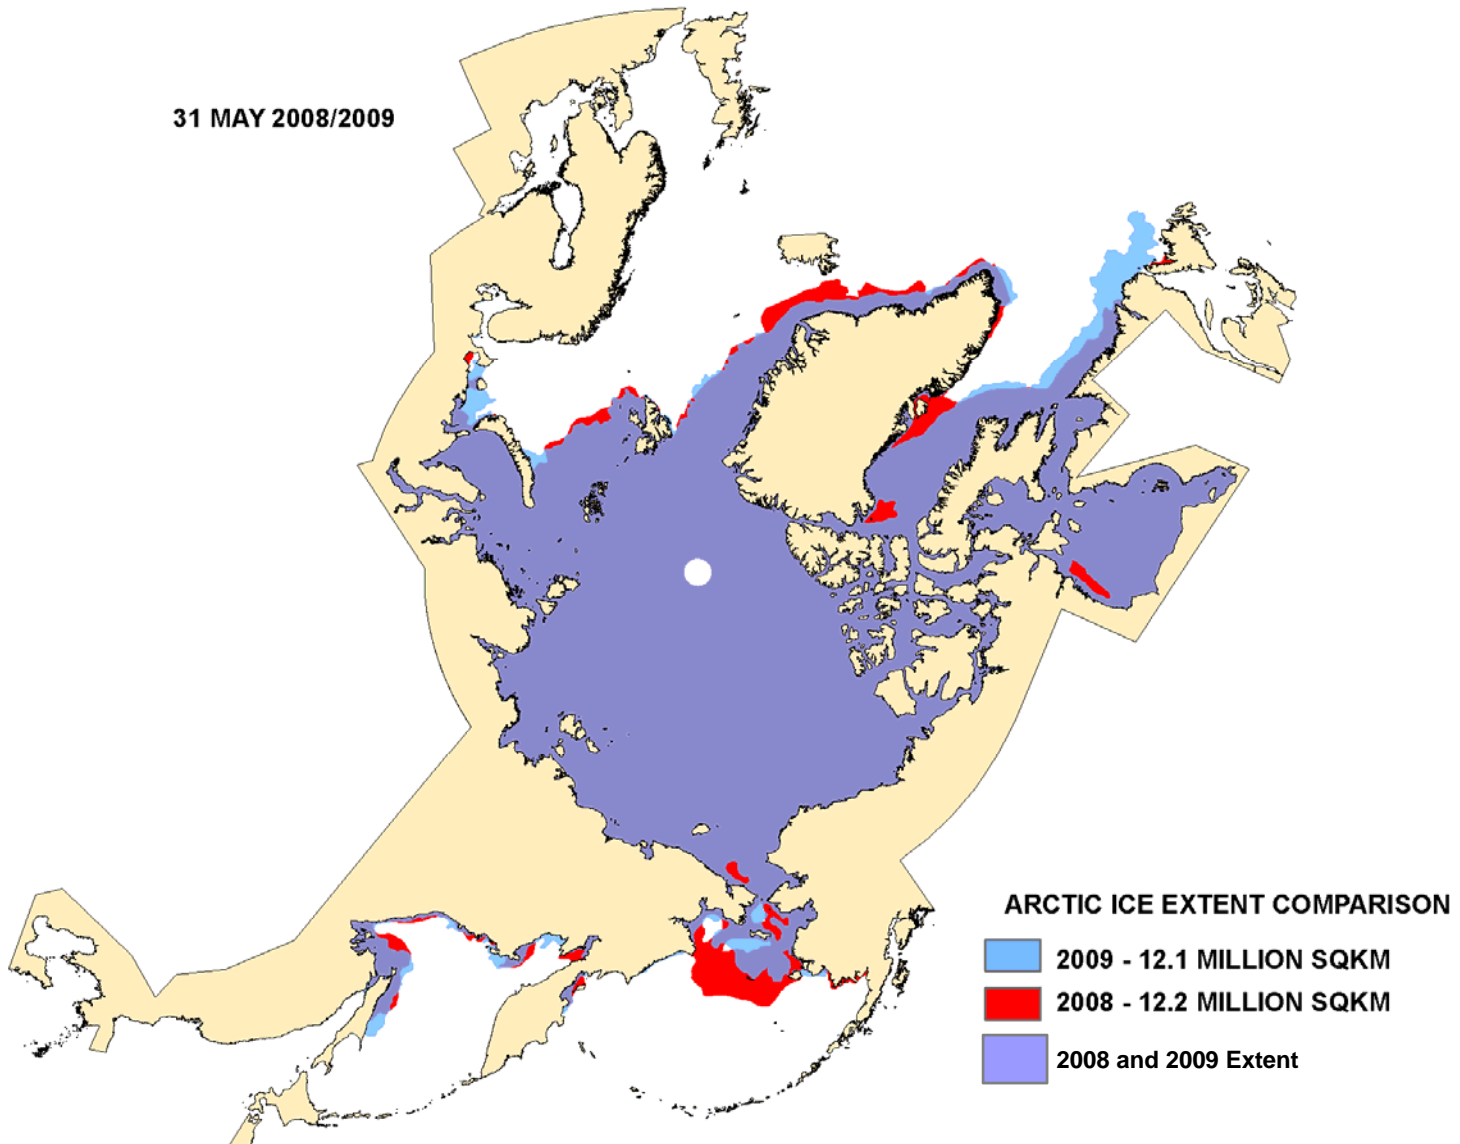 31 MAY 2008/2009
ARCTIC ICE EXTENT COMPARISON
2009 - 12.1 MILLION SQKM
2008 - 12.2 MILLION SQKM
2008 and 2009 Extent